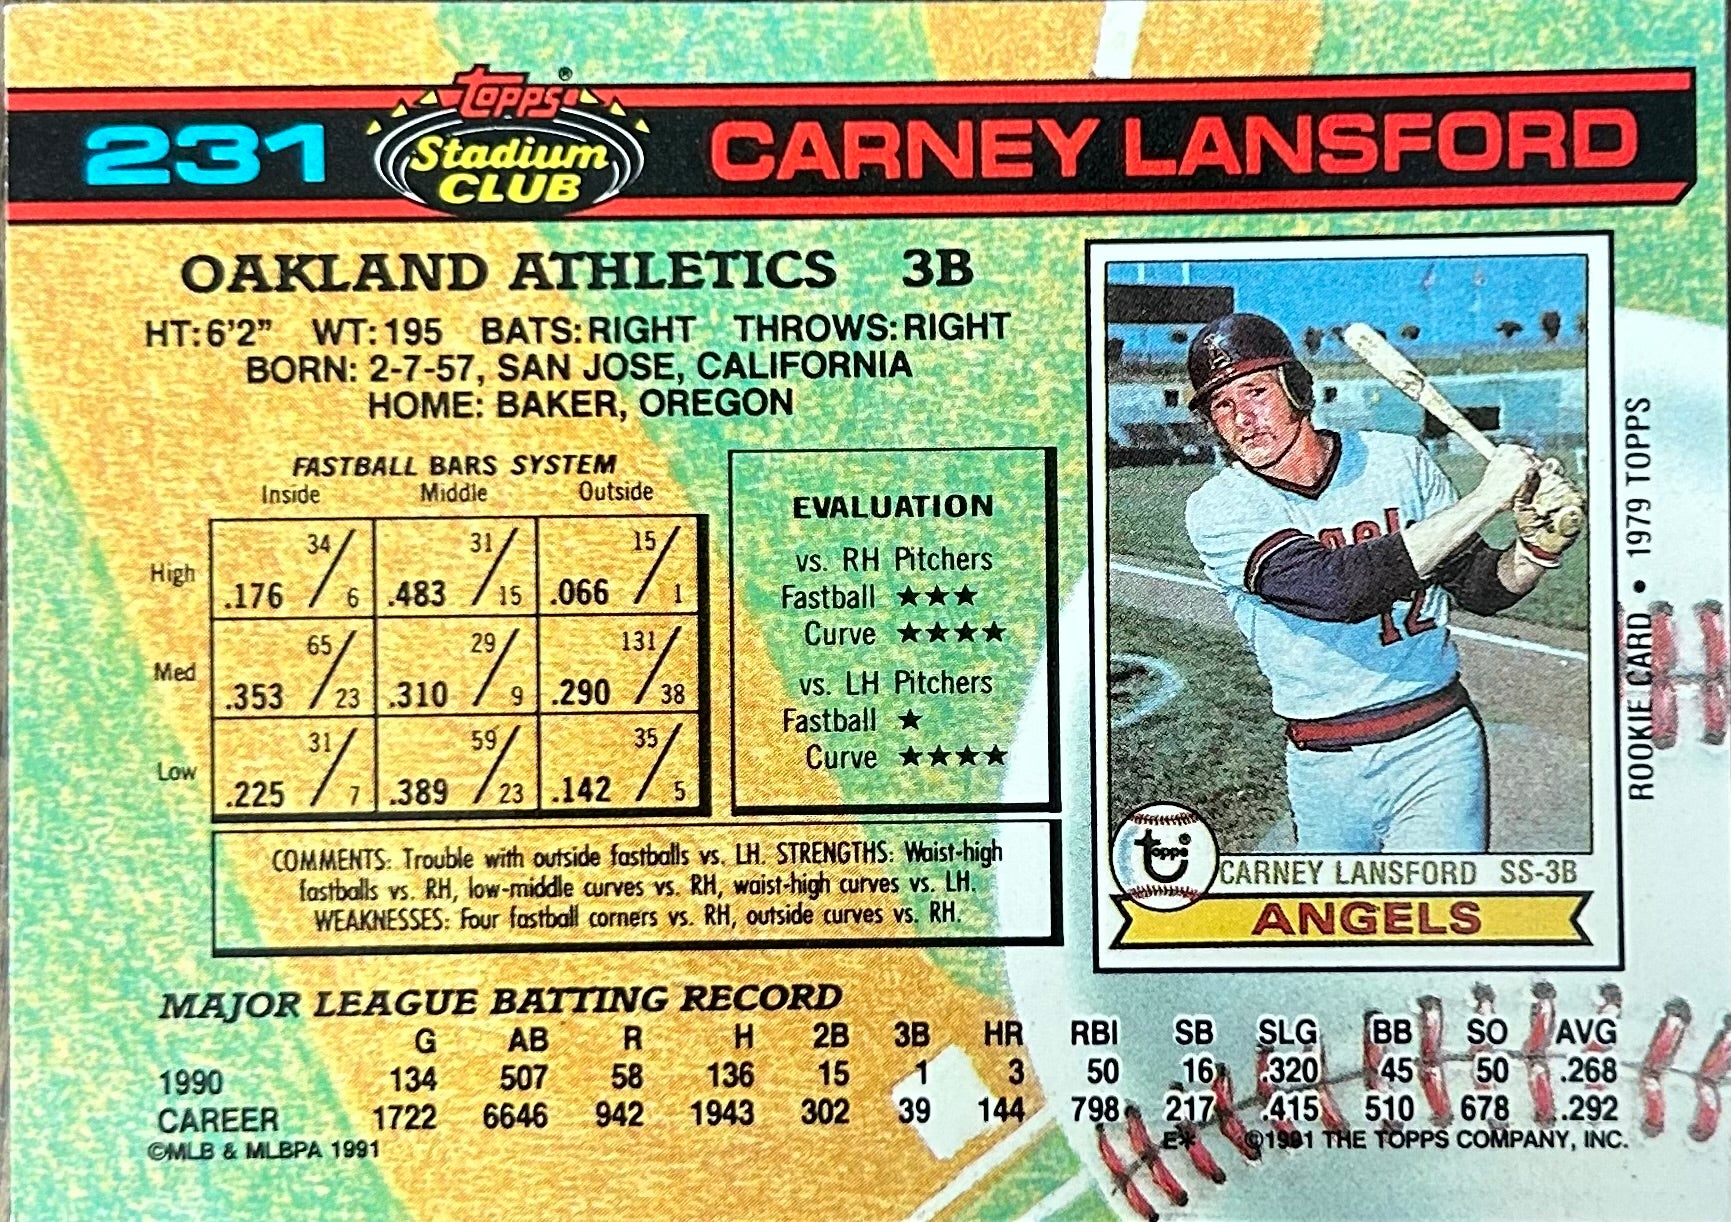 231 topps® Stadium CLUB CARNEY LANSFORD
OAKLAND ATHLETICS 3B
HT: 6'2" WT: 195 BATS: RIGHT THROWS: RIGHT
BORN: 2-7-57, SAN JOSE, CALIFORNIA
HOME: BAKER, OREGON
FASTBALL BARS SYSTEM
Inside Middle Outside
High 34/6 .176 31/15 .483 15/1 .066
Med 65/23 .353 29/9 .310 131/38 .290
Low 31/7 .225 59/23 .389 35/5 .142
EVALUATION
vs. RH Pitchers
Fastball ★★★
Curve ★★★★
vs. LH Pitchers
Fastball ★
Curve ★★★★
COMMENTS: Trouble with outside fastballs vs. LH. STRENGTHS: Waist-high
fastballs vs. RH, low-middle curves vs. RH, waist-high curves vs. LH.
WEAKNESSES: Four fastball corners vs. RH, outside curves vs. RH.
12
topps
CARNEY LANSFORD SS-3B
ANGELS
ROOKIE CARD • 1979 TOPPS
MAJOR LEAGUE BATTING RECORD
G AB R H 2B 3B HR RBI SB SLG BB SO AVG
1990 134 507 58 136 15 1 3 50 16 .320 45 50 .268
CAREER 1722 6646 942 1943 302 39 144 798 217 .415 510 678 .292
©MLB & MLBPA 1991 E* ©1991 THE TOPPS COMPANY, INC.